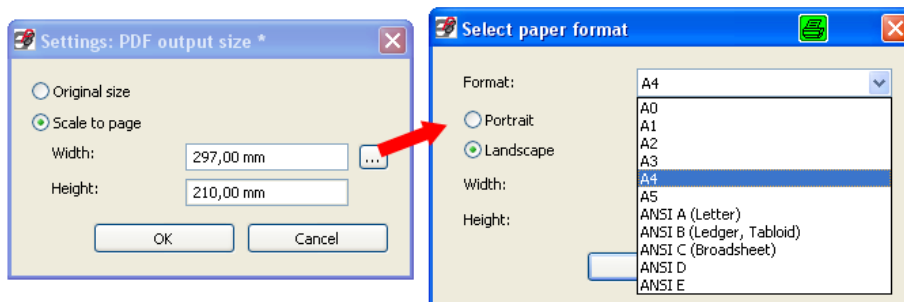 Settings: PDF output size *
Original size
Scale to page
Width:
297,00 mm
...
Height:
210,00 mm
OK
Cancel
Select paper format
Format:
A4
A0
A1
A2
A3
A4
A5
ANSI A (Letter)
ANSI B (Ledger, Tabloid)
ANSI C (Broadsheet)
ANSI D
ANSI E
Portrait
Landscape
Width:
Height: